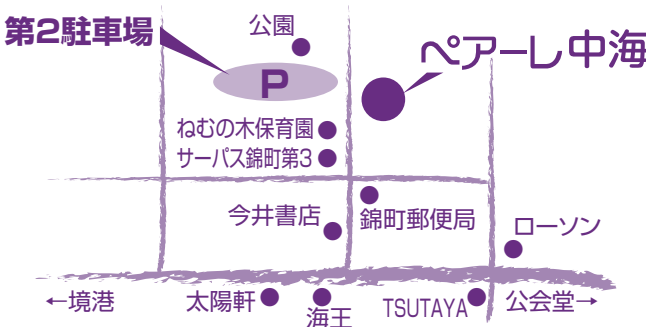 第2駐車場
公園
ペアーレ中海
P
ねむの木保育園
サーパス錦町第3
今井書店
錦町郵便局
ローソン
←境港
太陽軒
海王
TSUTAYA
公会堂→